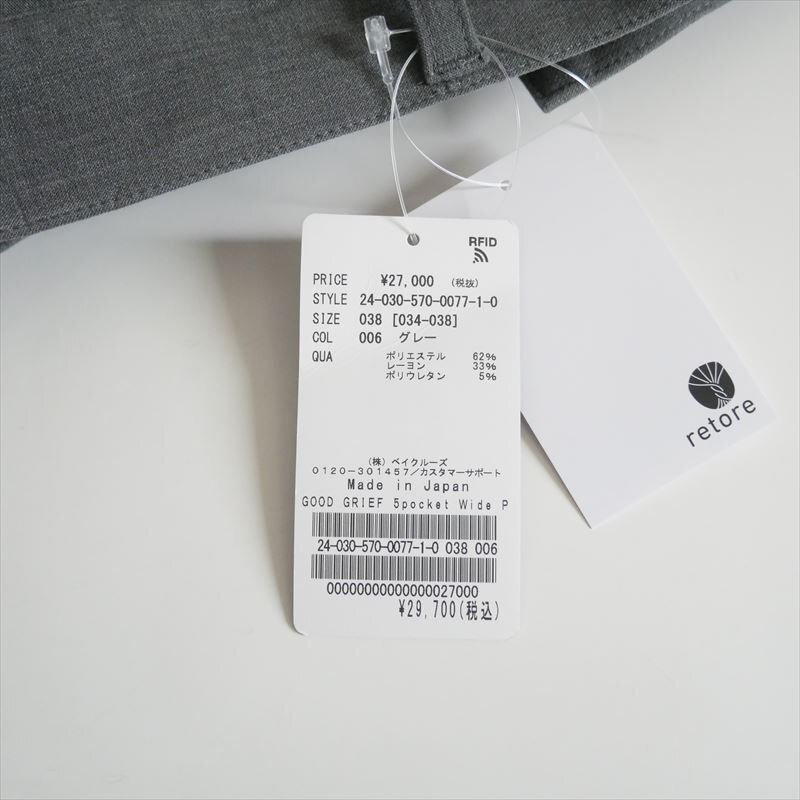 RFID
PRICE ¥27,000 (税抜)
STYLE 24-030-570-0077-1-0
SIZE 038 [034-038]
COL 006 グレー
QUA ポリエステル 62%
レーヨン 33%
ポリウレタン 5%
(株)ベイクルーズ
0120-301457/カスタマーサポート
Made in Japan
GOOD GRIEF 5pocket Wide P
24-030-570-0077-1-0 038 006
00000000000000027000
¥29,700(税込)
retore